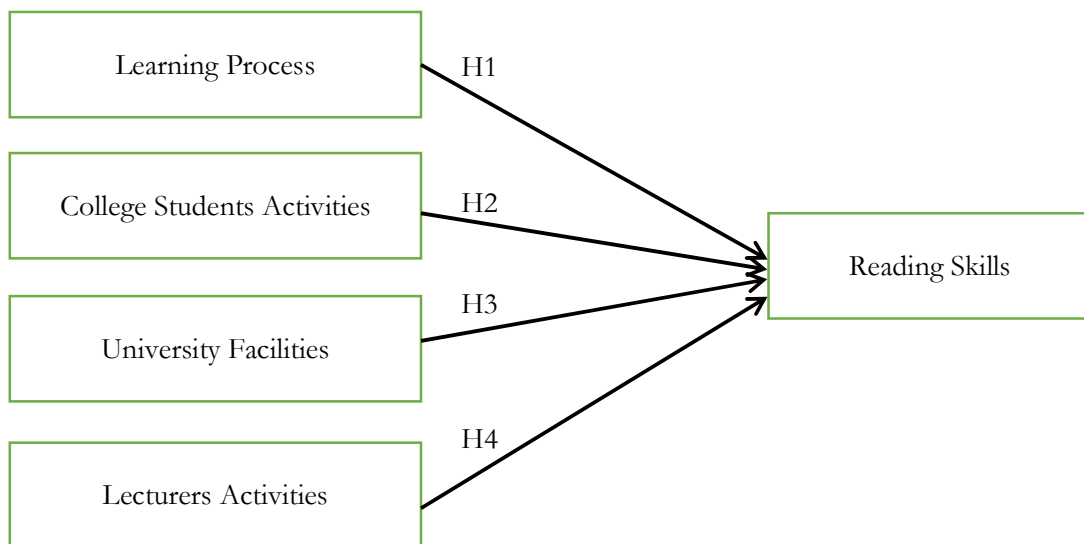 Learning Process
H1
College Students Activities
H2
Reading Skills
University Facilities
H3
Lecturers Activities
H4